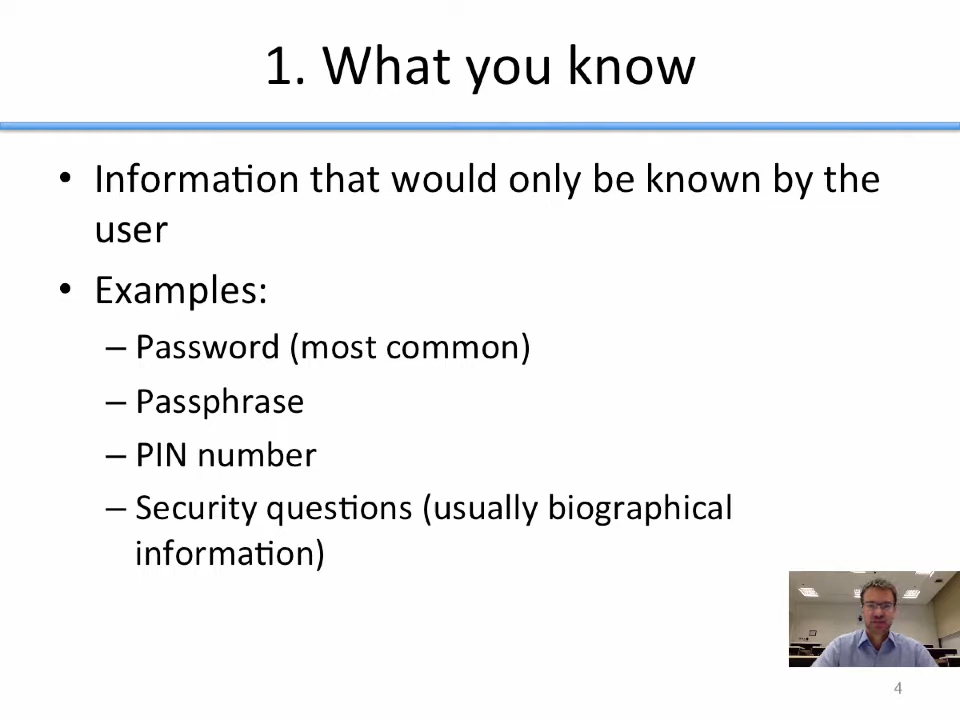 1. What you know
• Information that would only be known by the
user
• Examples:
– Password (most common)
– Passphrase
– PIN number
– Security questions (usually biographical
information)
4